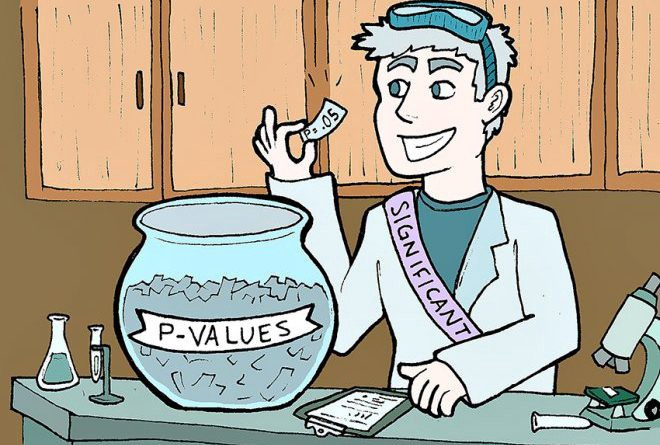 P= .05
SIGNIFICANT
P-VALUES